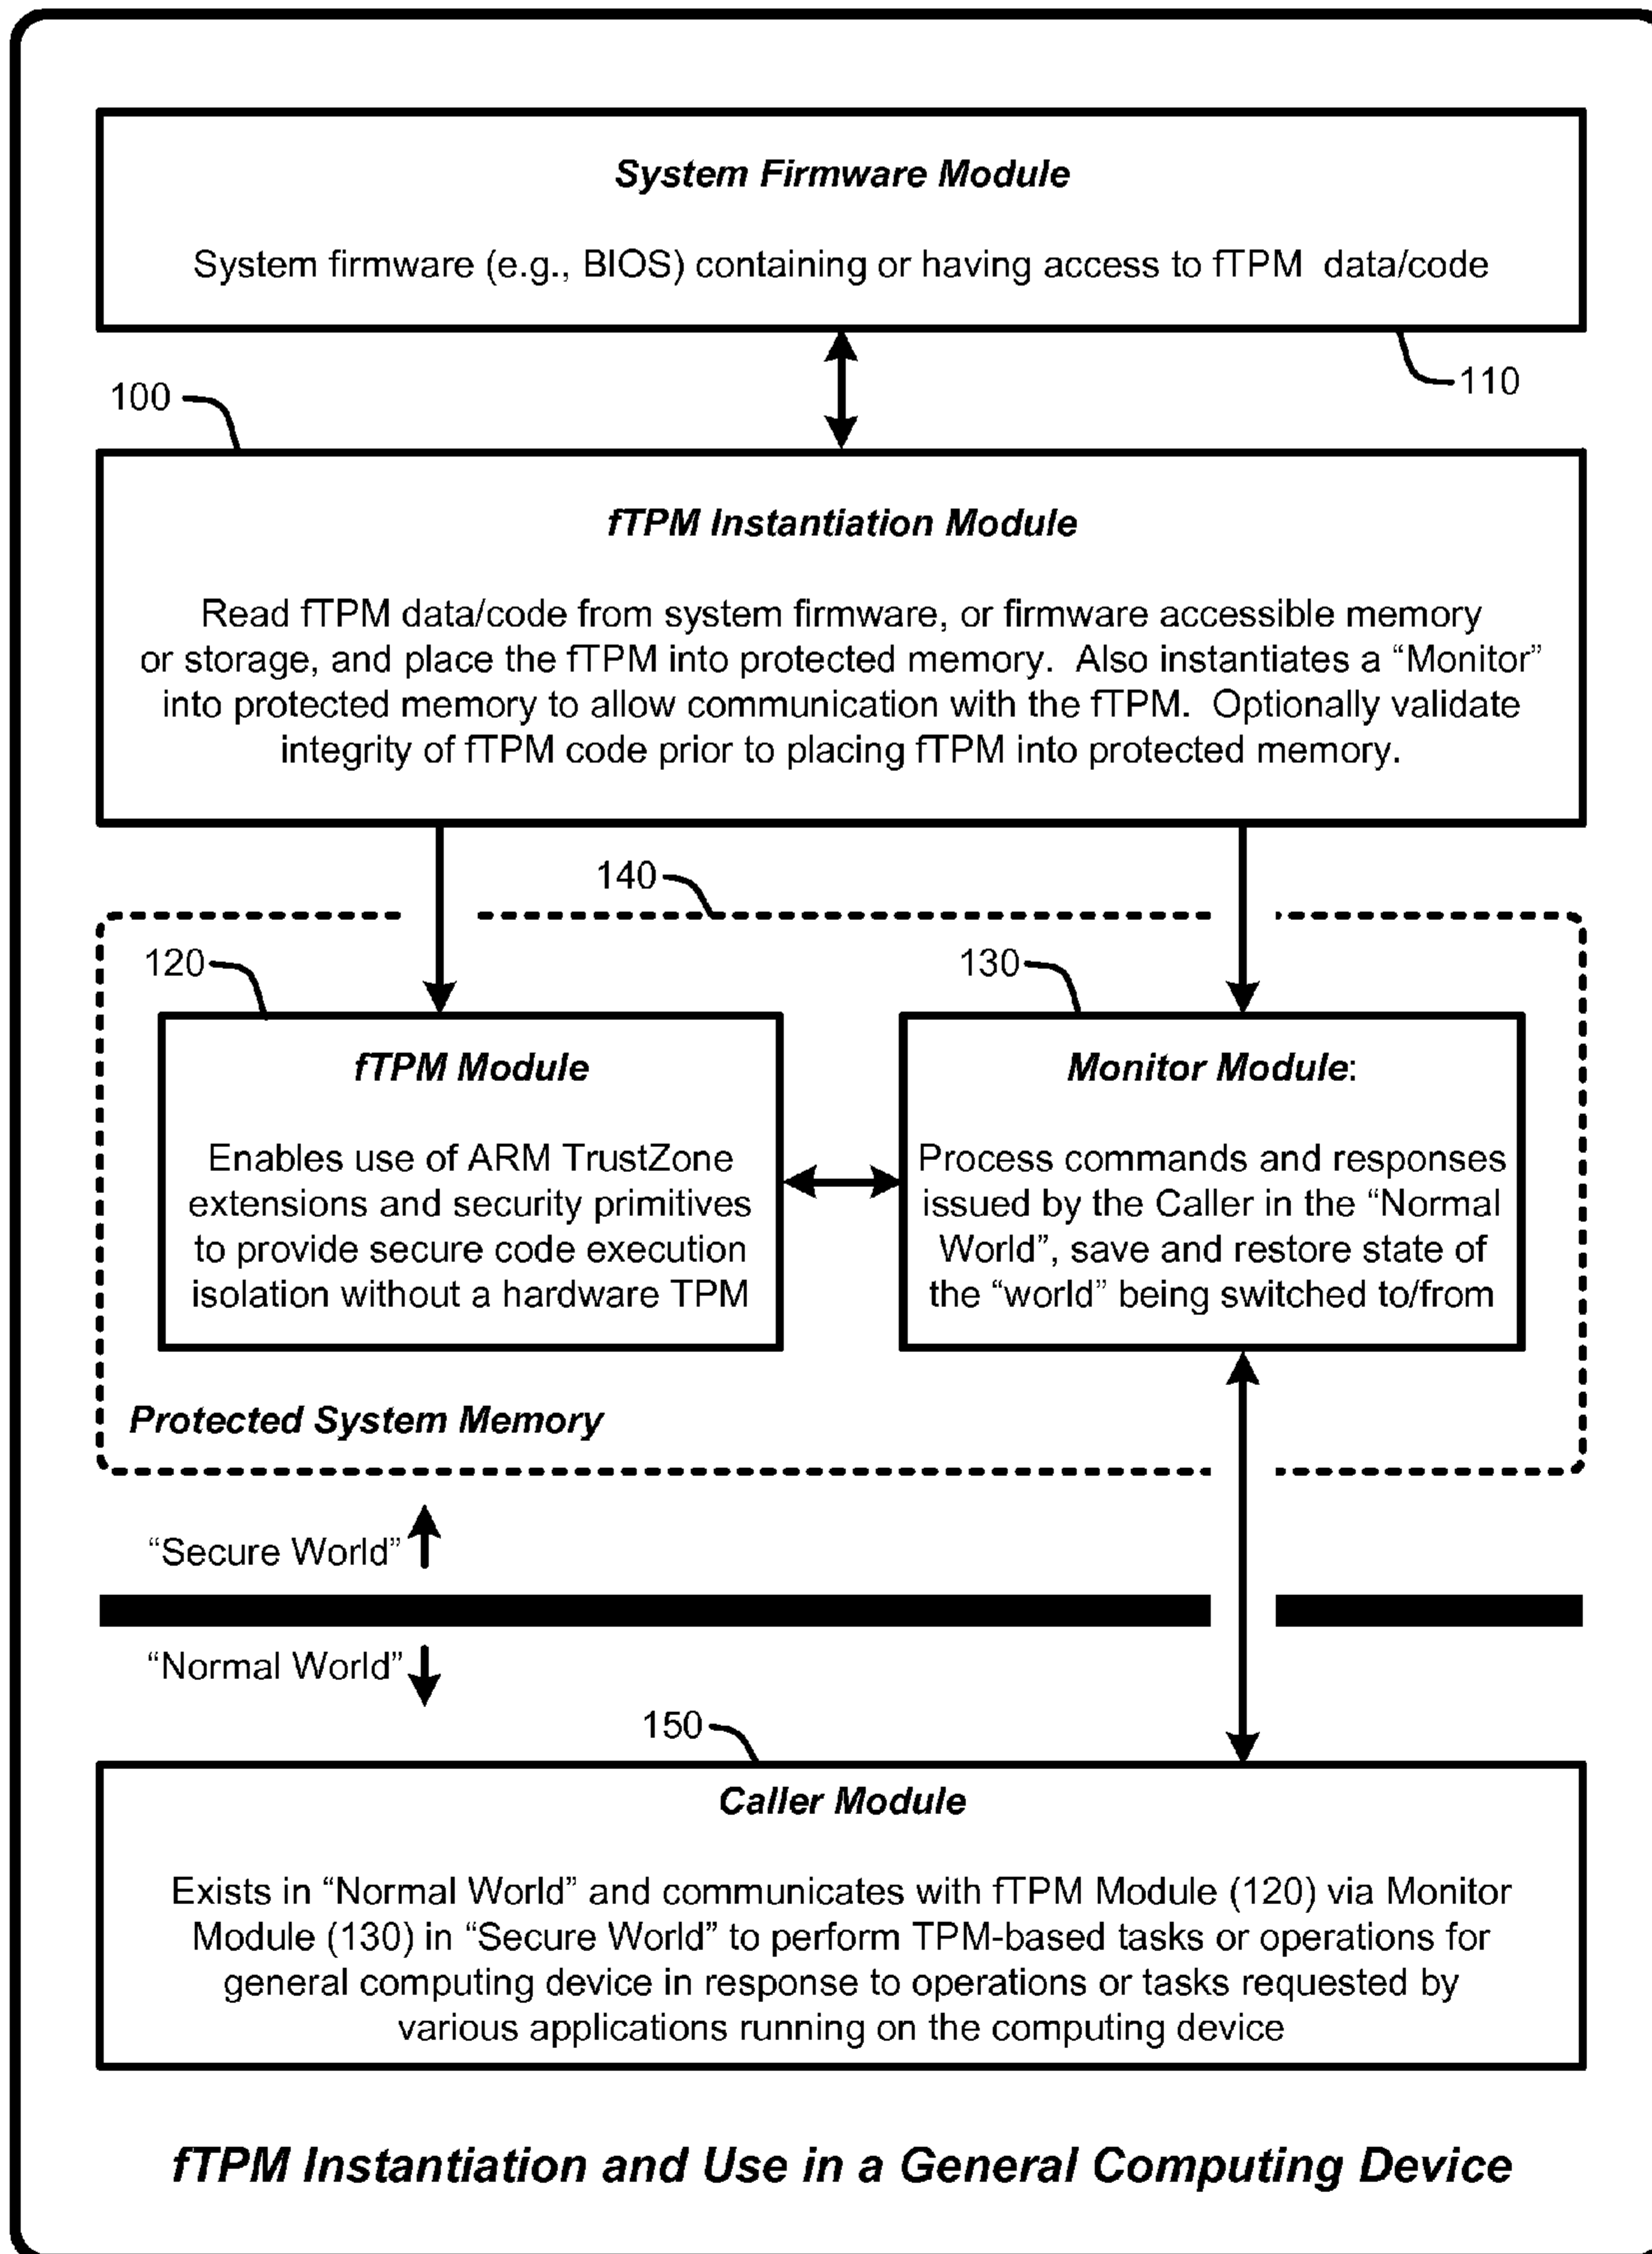 System Firmware Module
System firmware (e.g., BIOS) containing or having access to fTPM data/code
110
100
fTPM Instantiation Module
Read fTPM data/code from system firmware, or firmware accessible memory
or storage, and place the fTPM into protected memory. Also instantiates a “Monitor”
into protected memory to allow communication with the fTPM. Optionally validate
integrity of fTPM code prior to placing fTPM into protected memory.
140
120
130
fTPM Module
Enables use of ARM TrustZone
extensions and security primitives
to provide secure code execution
isolation without a hardware TPM
Monitor Module:
Process commands and responses
issued by the Caller in the “Normal
World”, save and restore state of
the “world” being switched to/from
Protected System Memory
“Secure World”
“Normal World”
150
Caller Module
Exists in “Normal World” and communicates with fTPM Module (120) via Monitor
Module (130) in “Secure World” to perform TPM-based tasks or operations for
general computing device in response to operations or tasks requested by
various applications running on the computing device
fTPM Instantiation and Use in a General Computing Device